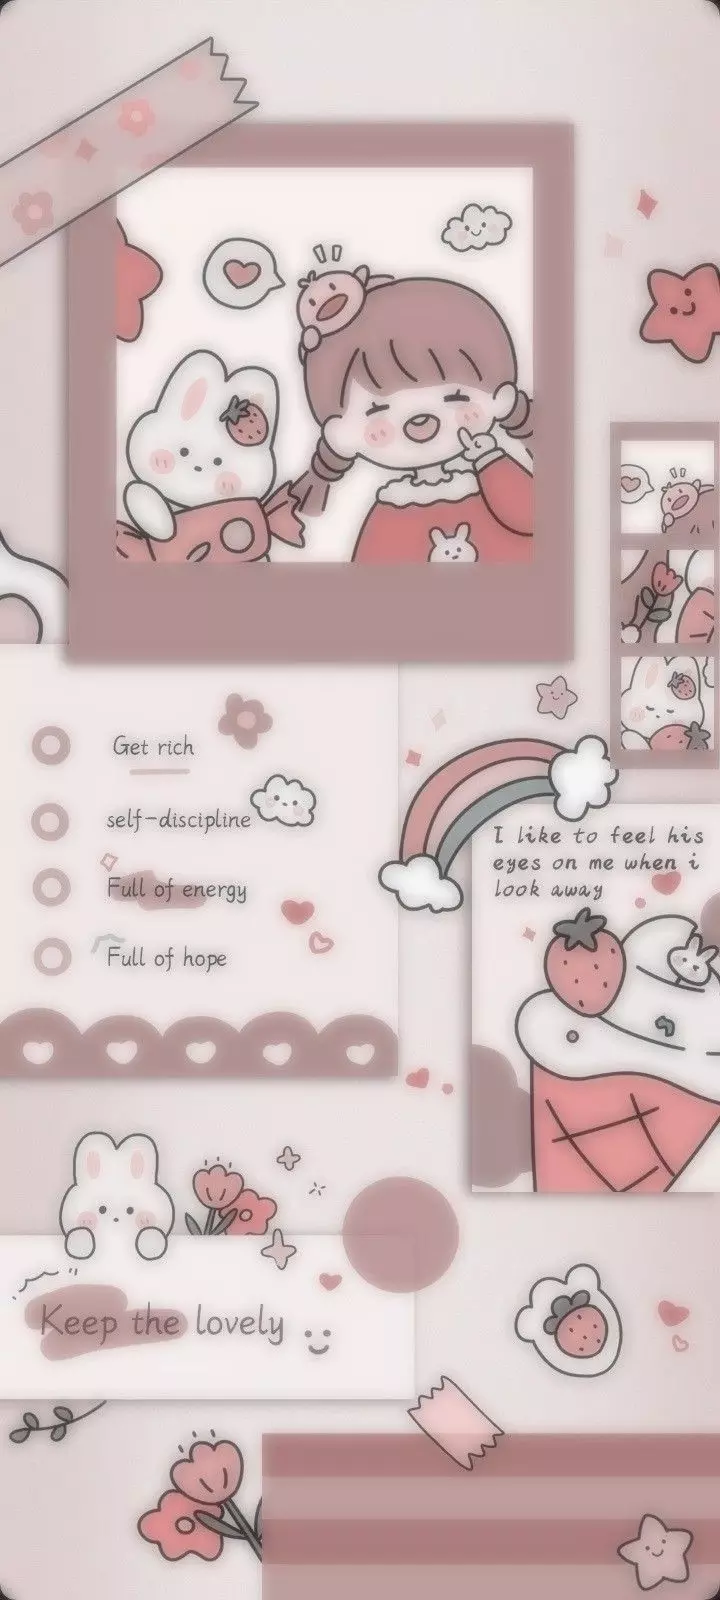 Get rich
self-discipline
Full of energy
Full of hope
I like to feel his
eyes on me when i
look away
Keep the lovely